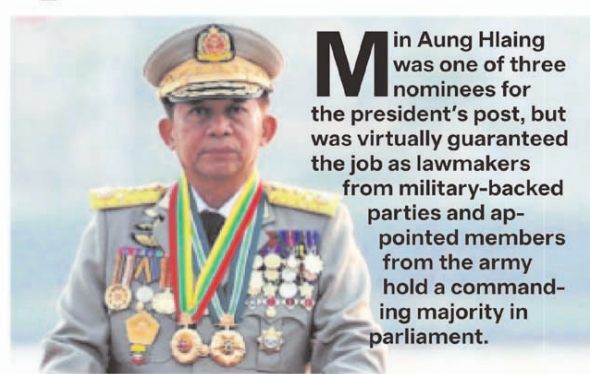 Min Aung Hlaing
was one of three
nominees for
the president's post, but
was virtually guaranteed
the job as lawmakers
from military-backed
parties and ap-
pointed members
from the army
hold a command-
ing majority in
parliament.